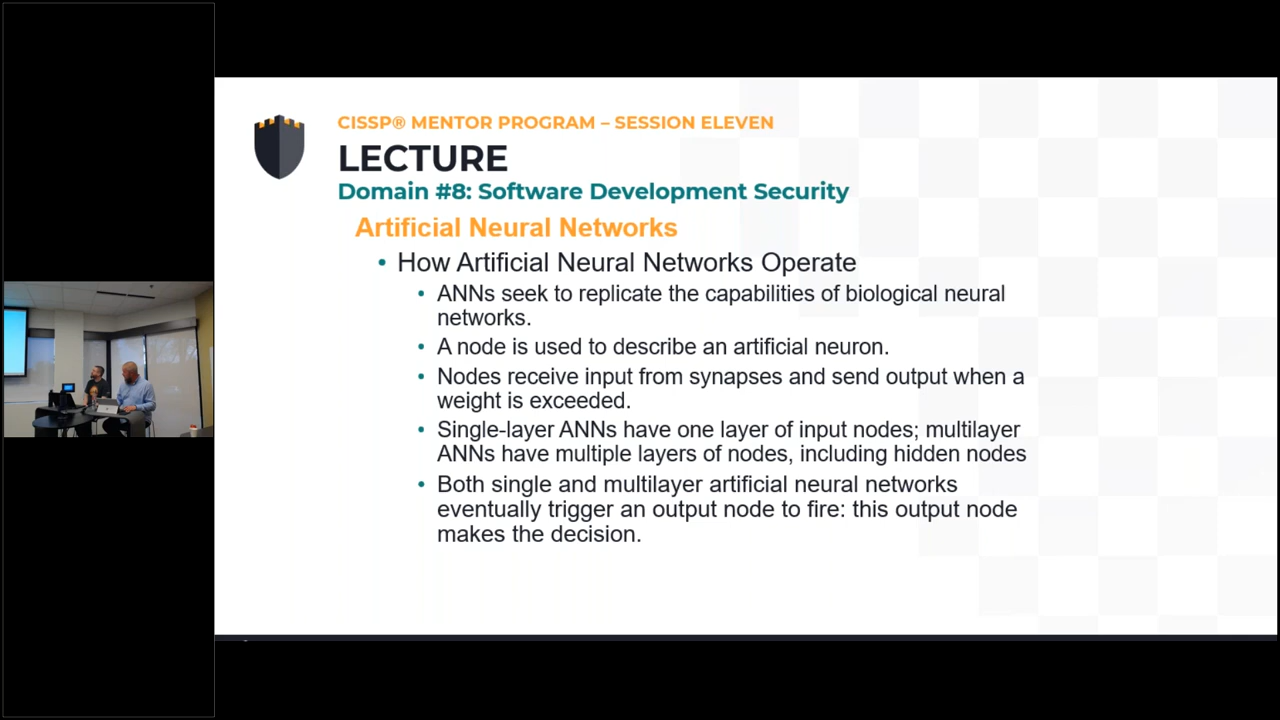 CISSP® MENTOR PROGRAM – SESSION ELEVEN
LECTURE
Domain #8: Software Development Security
Artificial Neural Networks
• How Artificial Neural Networks Operate
• ANNs seek to replicate the capabilities of biological neural
networks.
• A node is used to describe an artificial neuron.
• Nodes receive input from synapses and send output when a
weight is exceeded.
• Single-layer ANNs have one layer of input nodes; multilayer
ANNs have multiple layers of nodes, including hidden nodes
• Both single and multilayer artificial neural networks
eventually trigger an output node to fire: this output node
makes the decision.